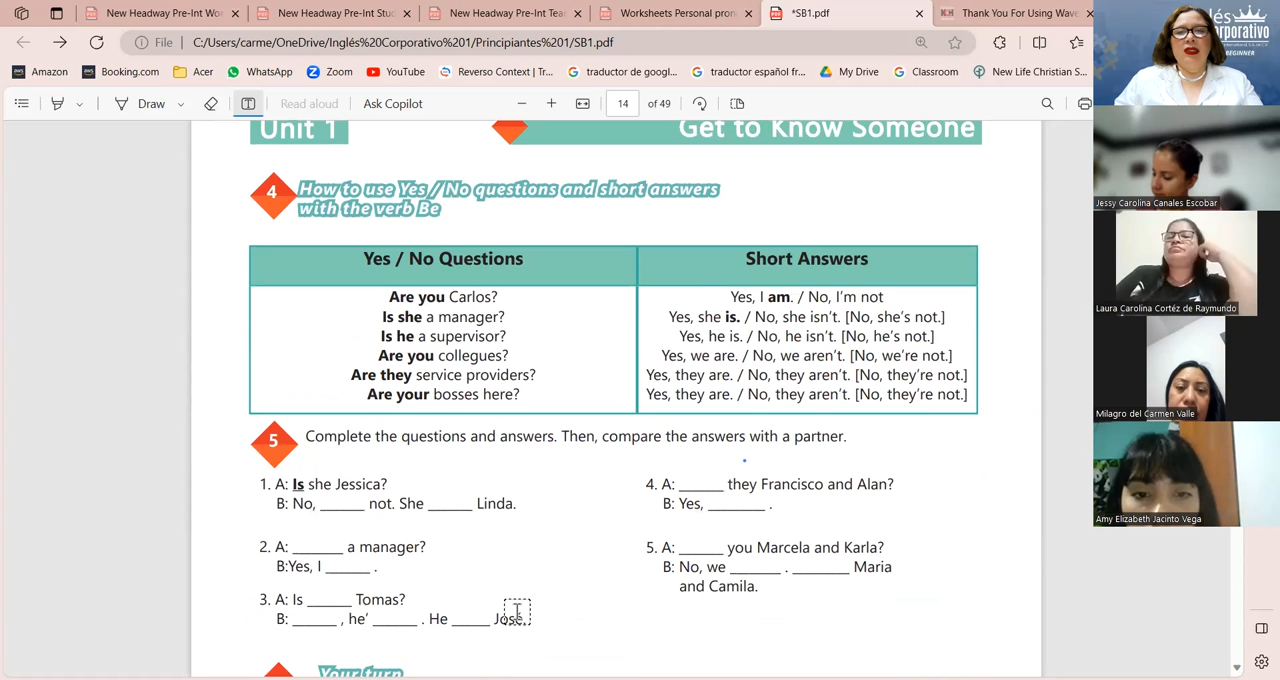 New Headway Pre-Int Wo
New Headway Pre-Int Stu
New Headway Pre-Int Tea
Worksheets Personal pron
*SB1.pdf
Thank You For Using Wave
File
C:/Users/carme/OneDrive/Inglés%20Corporativo%201/Principiantes%201/SB1.pdf
Amazon
Booking.com
Acer
WhatsApp
Zoom
YouTube
Reverso Context | Tr...
traductor de googl...
traductor español fr...
My Drive
Classroom
New Life Christian S...
Draw
Read aloud
Ask Copilot
14
of 49
Unit 1
Get to Know Someone
4
How to use Yes / No questions and short answers
with the verb Be
Yes / No Questions
Short Answers
Are you Carlos?
Yes, I am. / No, I'm not
Is she a manager?
Yes, she is. / No, she isn't. [No, she's not.]
Is he a supervisor?
Yes, he is. / No, he isn't. [No, he's not.]
Are you collegues?
Yes, we are. / No, we aren't. [No, we're not.]
Are they service providers?
Yes, they are. / No, they aren't. [No, they're not.]
Are your bosses here?
Yes, they are. / No, they aren't. [No, they're not.]
5
Complete the questions and answers. Then, compare the answers with a partner.
1. A: Is she Jessica?
B: No, ______ not. She ______ Linda.
2. A: _______ a manager?
B:Yes, I ______ .
3. A: Is ______ Tomas?
B: ______ , he' ______ . He _____ José.
4. A: ______ they Francisco and Alan?
B: Yes, ________ .
5. A: ______ you Marcela and Karla?
B: No, we _______ . ________ Maria
and Camila.
Your turn
lés
orporativo
BEGINNER
Jessy Carolina Canales Escobar
Laura Carolina Cortéz de Raymundo
Milagro del Carmen Valle
Amy Elizabeth Jacinto Vega